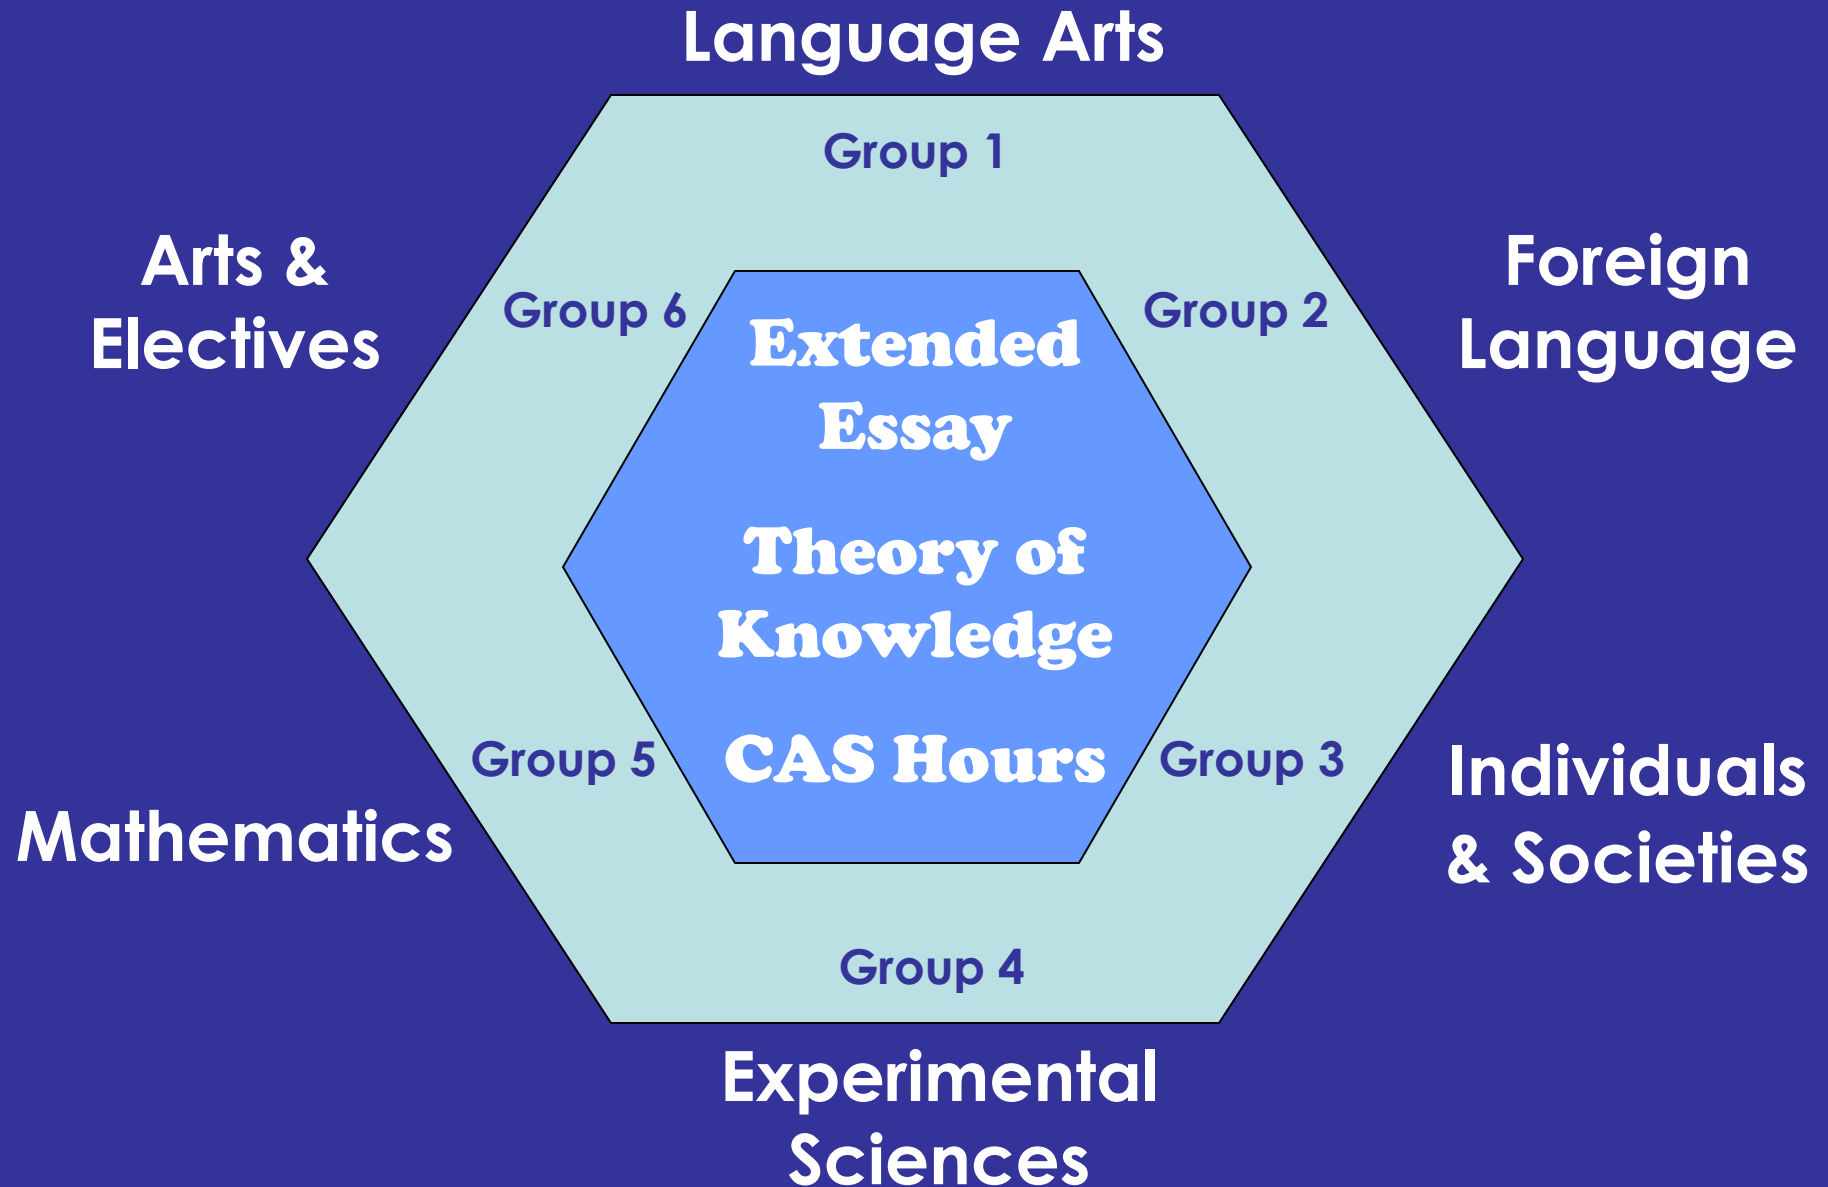 Language Arts
Group 1
Arts &
Electives
Group 6
Group 2
Foreign
Language
Extended
Essay
Theory of
Knowledge
CAS Hours
Group 5
Mathematics
Group 3
Individuals
& Societies
Group 4
Experimental
Sciences